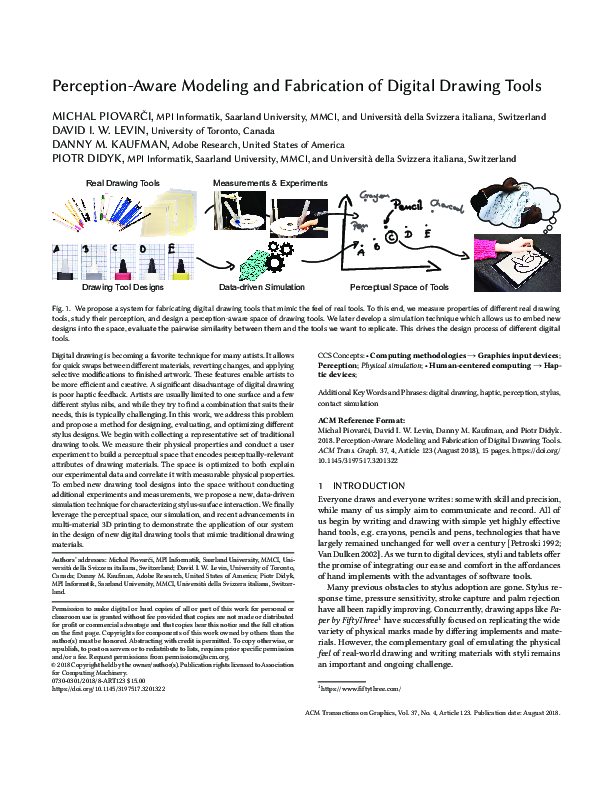 Perception-Aware Modeling and Fabrication of Digital Drawing Tools
MICHAL PIOVARČI, MPI Informatik, Saarland University, MMCI, and Università della Svizzera italiana, Switzerland
DAVID I. W. LEVIN, University of Toronto, Canada
DANNY M. KAUFMAN, Adobe Research, United States of America
PIOTR DIDYK, MPI Informatik, Saarland University, MMCI, and Università della Svizzera italiana, Switzerland
Real Drawing Tools
Measurements & Experiments
Crayon
Pencil
Charcoal
Pen
A B C D E
A B C D E
Drawing Tool Designs
Data-driven Simulation
Perceptual Space of Tools
Fig. 1. We propose a system for fabricating digital drawing tools that mimic the feel of real tools. To this end, we measure properties of different real drawing
tools, study their perception, and design a perception-aware space of drawing tools. We later develop a simulation technique which allows us to embed new
designs into the space, evaluate the pairwise similarity between them and the tools we want to replicate. This drives the design process of different digital
tools.
Digital drawing is becoming a favorite technique for many artists. It allows
for quick swaps between different materials, reverting changes, and applying
selective modifications to finished artwork. These features enable artists to
be more efficient and creative. A significant disadvantage of digital drawing
is poor haptic feedback. Artists are usually limited to one surface and a few
different stylus nibs, and while they try to find a combination that suits their
needs, this is typically challenging. In this work, we address this problem
and propose a method for designing, evaluating, and optimizing different
stylus designs. We begin with collecting a representative set of traditional
drawing tools. We measure their physical properties and conduct a user
experiment to build a perceptual space that encodes perceptually-relevant
attributes of drawing materials. The space is optimized to both explain
our experimental data and correlate it with measurable physical properties.
To embed new drawing tool designs into the space without conducting
additional experiments and measurements, we propose a new, data-driven
simulation technique for characterizing stylus-surface interaction. We finally
leverage the perceptual space, our simulation, and recent advancements in
multi-material 3D printing to demonstrate the application of our system
in the design of new digital drawing tools that mimic traditional drawing
materials.
Authors' addresses: Michal Piovarči, MPI Informatik, Saarland University, MMCI, Uni-
versità della Svizzera italiana, Switzerland; David I. W. Levin, University of Toronto,
Canada; Danny M. Kaufman, Adobe Research, United States of America; Piotr Didyk,
MPI Informatik, Saarland University, MMCI, Università della Svizzera italiana, Switzer-
land.
Permission to make digital or hard copies of all or part of this work for personal or
classroom use is granted without fee provided that copies are not made or distributed
for profit or commercial advantage and that copies bear this notice and the full citation
on the first page. Copyrights for components of this work owned by others than the
author(s) must be honored. Abstracting with credit is permitted. To copy otherwise, or
republish, to post on servers or to redistribute to lists, requires prior specific permission
and/or a fee. Request permissions from permissions@acm.org.
© 2018 Copyright held by the owner/author(s). Publication rights licensed to Association
for Computing Machinery.
0730-0301/2018/8-ART123 $15.00
https://doi.org/10.1145/3197517.3201322
CCS Concepts: • Computing methodologies → Graphics input devices;
Perception; Physical simulation; • Human-centered computing → Hap-
tic devices;
Additional Key Words and Phrases: digital drawing, haptic, perception, stylus,
contact simulation
ACM Reference Format:
Michal Piovarči, David I. W. Levin, Danny M. Kaufman, and Piotr Didyk.
2018. Perception-Aware Modeling and Fabrication of Digital Drawing Tools.
ACM Trans. Graph. 37, 4, Article 123 (August 2018), 15 pages. https://doi.org/
10.1145/3197517.3201322
1 INTRODUCTION
Everyone draws and everyone writes: some with skill and precision,
while many of us simply aim to communicate and record. All of
us begin by writing and drawing with simple yet highly effective
hand tools, e.g. crayons, pencils and pens, technologies that have
largely remained unchanged for well over a century [Petroski 1992;
Van Dulken 2002]. As we turn to digital devices, styli and tablets offer
the promise of integrating our ease and comfort in the affordances
of hand implements with the advantages of software tools.
Many previous obstacles to stylus adoption are gone. Stylus re-
sponse time, pressure sensitivity, stroke capture and palm rejection
have all been rapidly improving. Concurrently, drawing apps like Pa-
per by FiftyThree¹ have successfully focused on replicating the wide
variety of physical marks made by differing implements and mate-
rials. However, the complementary goal of emulating the physical
feel of real-world drawing and writing materials with styli remains
an important and ongoing challenge.
¹https://www.fiftythree.com/
ACM Transactions on Graphics, Vol. 37, No. 4, Article 123. Publication date: August 2018.